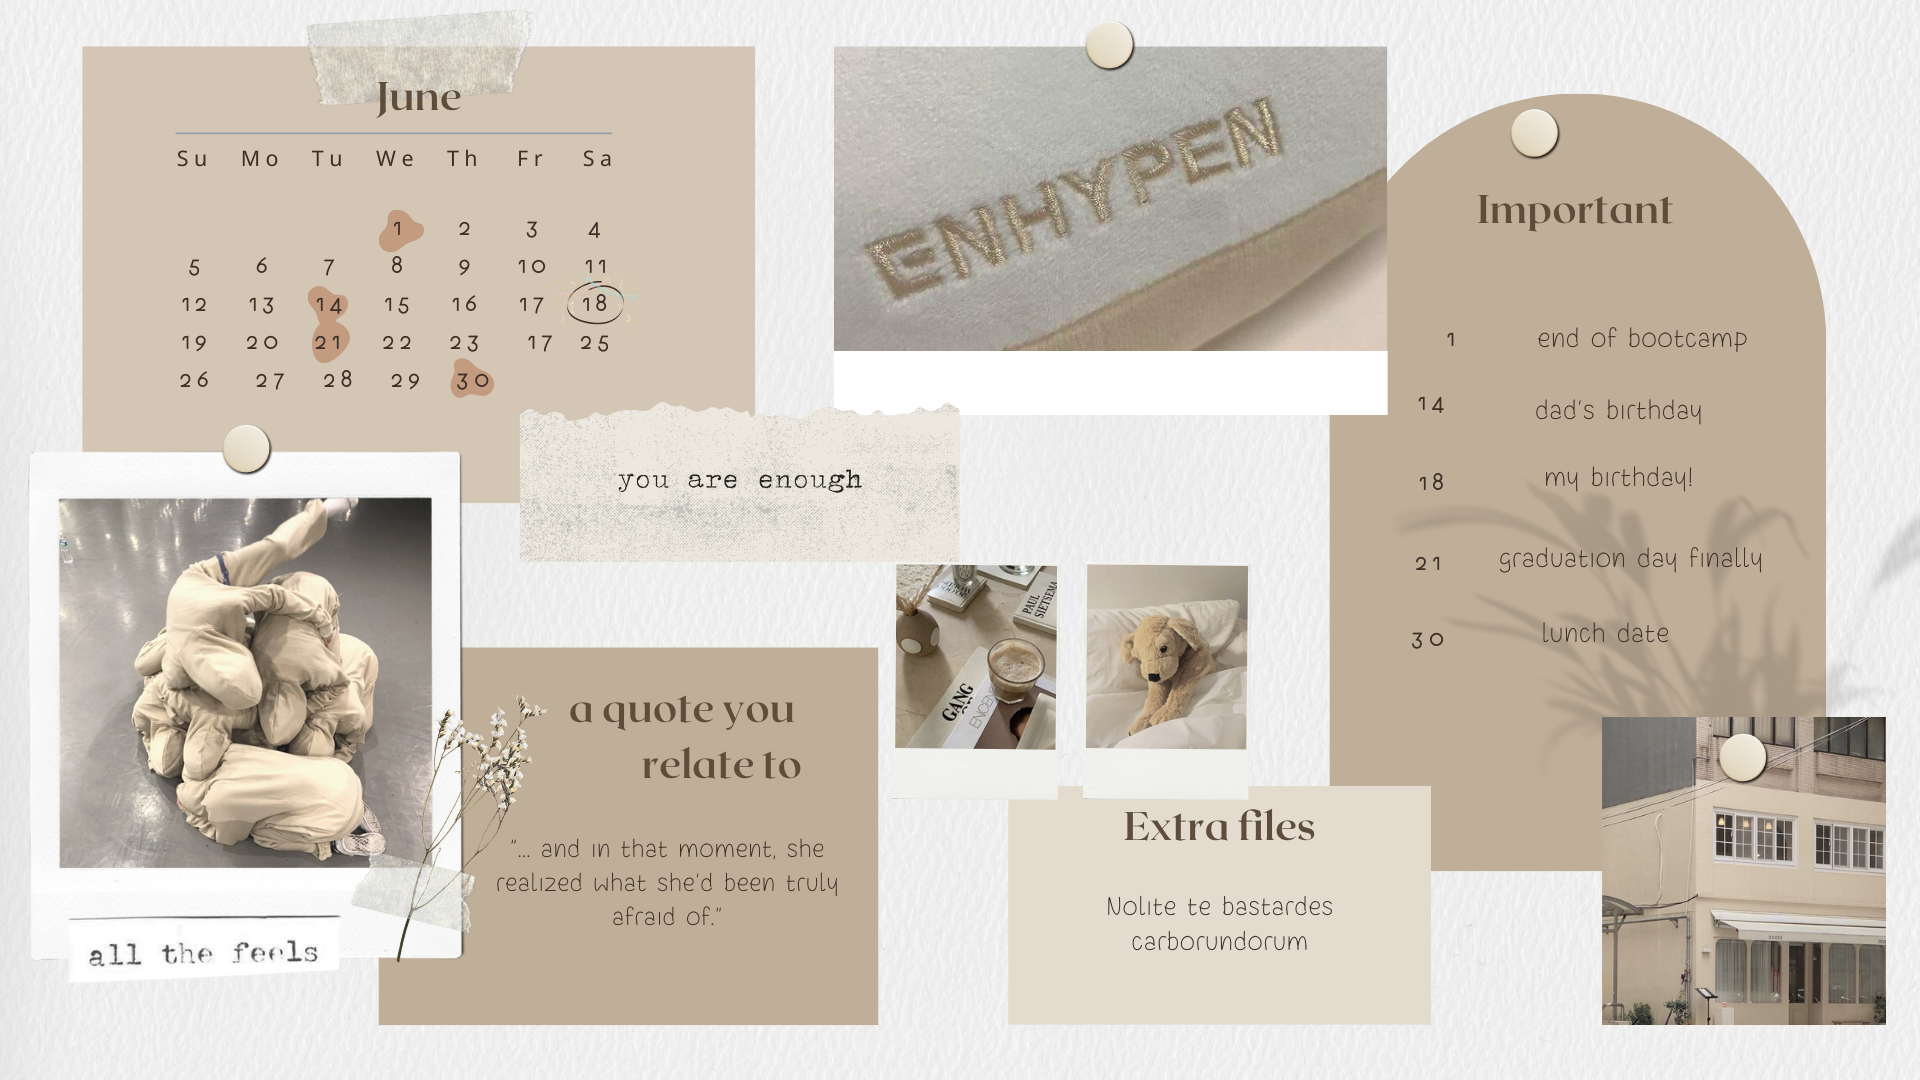 June
Su Mo Tu We Th Fr Sa
1 2 3 4
5 6 7 8 9 10 11
12 13 14 15 16 17 18
19 20 21 22 23 17 25
26 27 28 29 30
ENHYPEN
Important
1 end of bootcamp
14 dad's birthday
18 my birthday!
21 graduation day finally
30 lunch date
you are enough
all the feels
a quote you
relate to
"... and in that moment, she
realized what she'd been truly
afraid of."
PAUL
SIETSEMA
GANG
Extra files
Nolite te bastardes
carborundorum